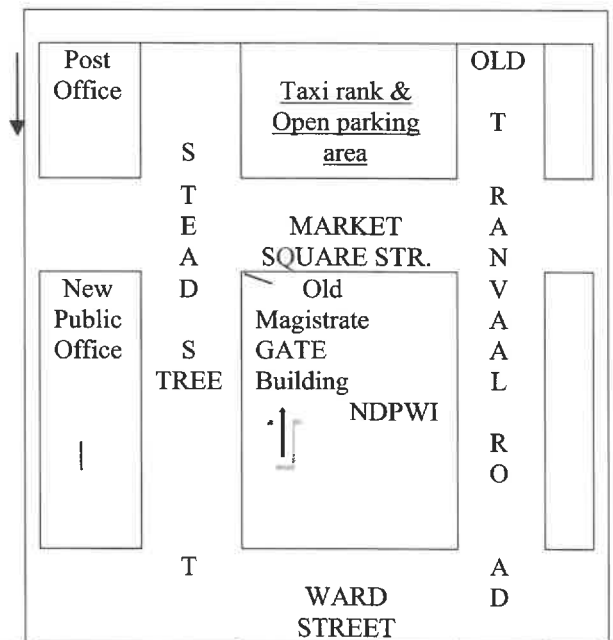 Post
Office
Taxi rank &
Open parking
area
OLD
T
R
A
N
V
A
A
L
R
O
A
D
S
T
E
A
D
S
TREE
T
MARKET
SQUARE STR.
New
Public
Office
Old
Magistrate
GATE
Building
NDPWI
WARD
STREET